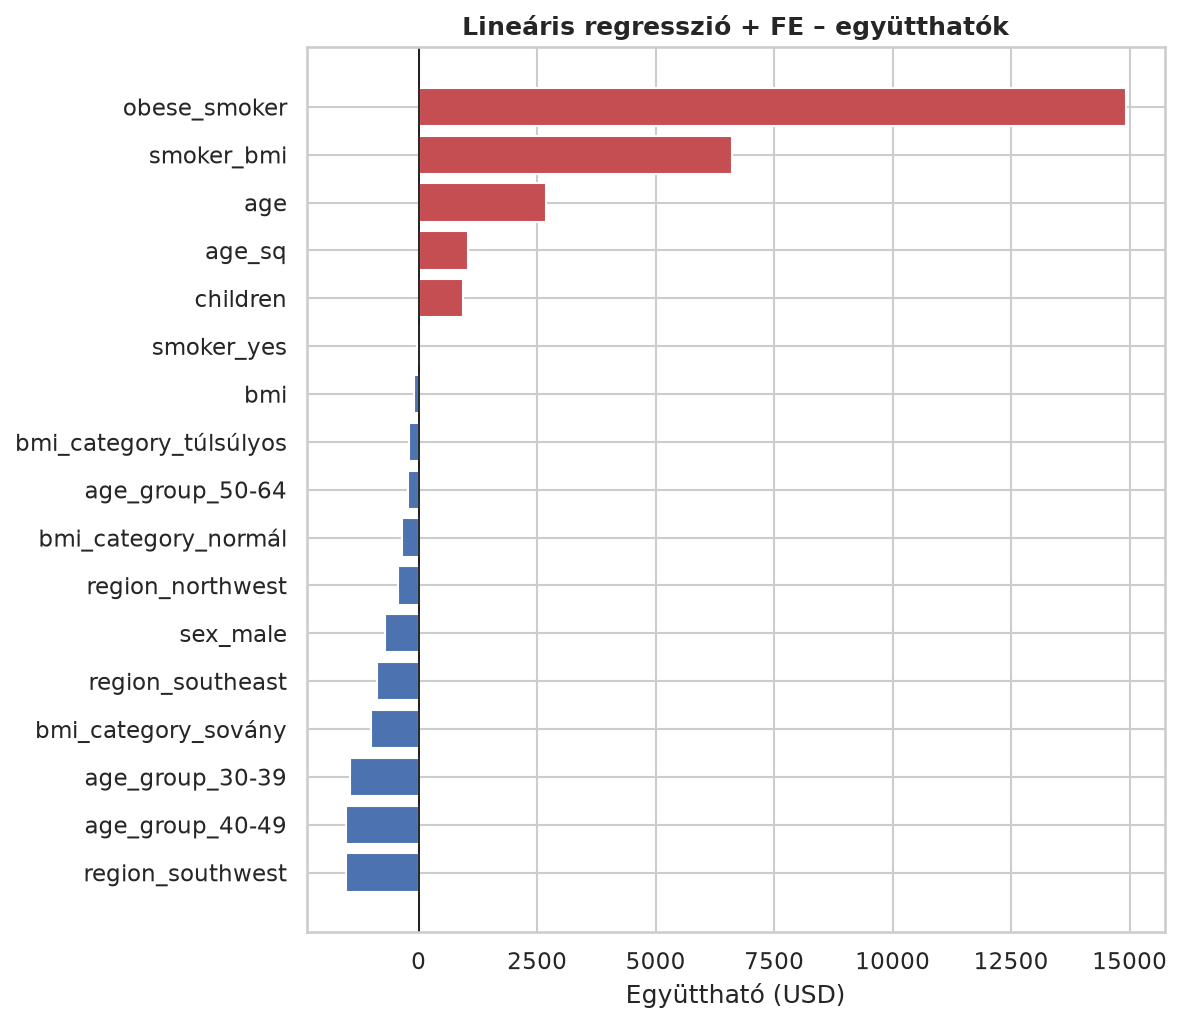 Lineáris regresszió + FE – együtthatók
obese_smoker
smoker_bmi
age
age_sq
children
smoker_yes
bmi
bmi_category_túlsúlyos
age_group_50-64
bmi_category_normál
region_northwest
sex_male
region_southeast
bmi_category_sovány
age_group_30-39
age_group_40-49
region_southwest
0 2500 5000 7500 10000 12500 15000
Együttható (USD)